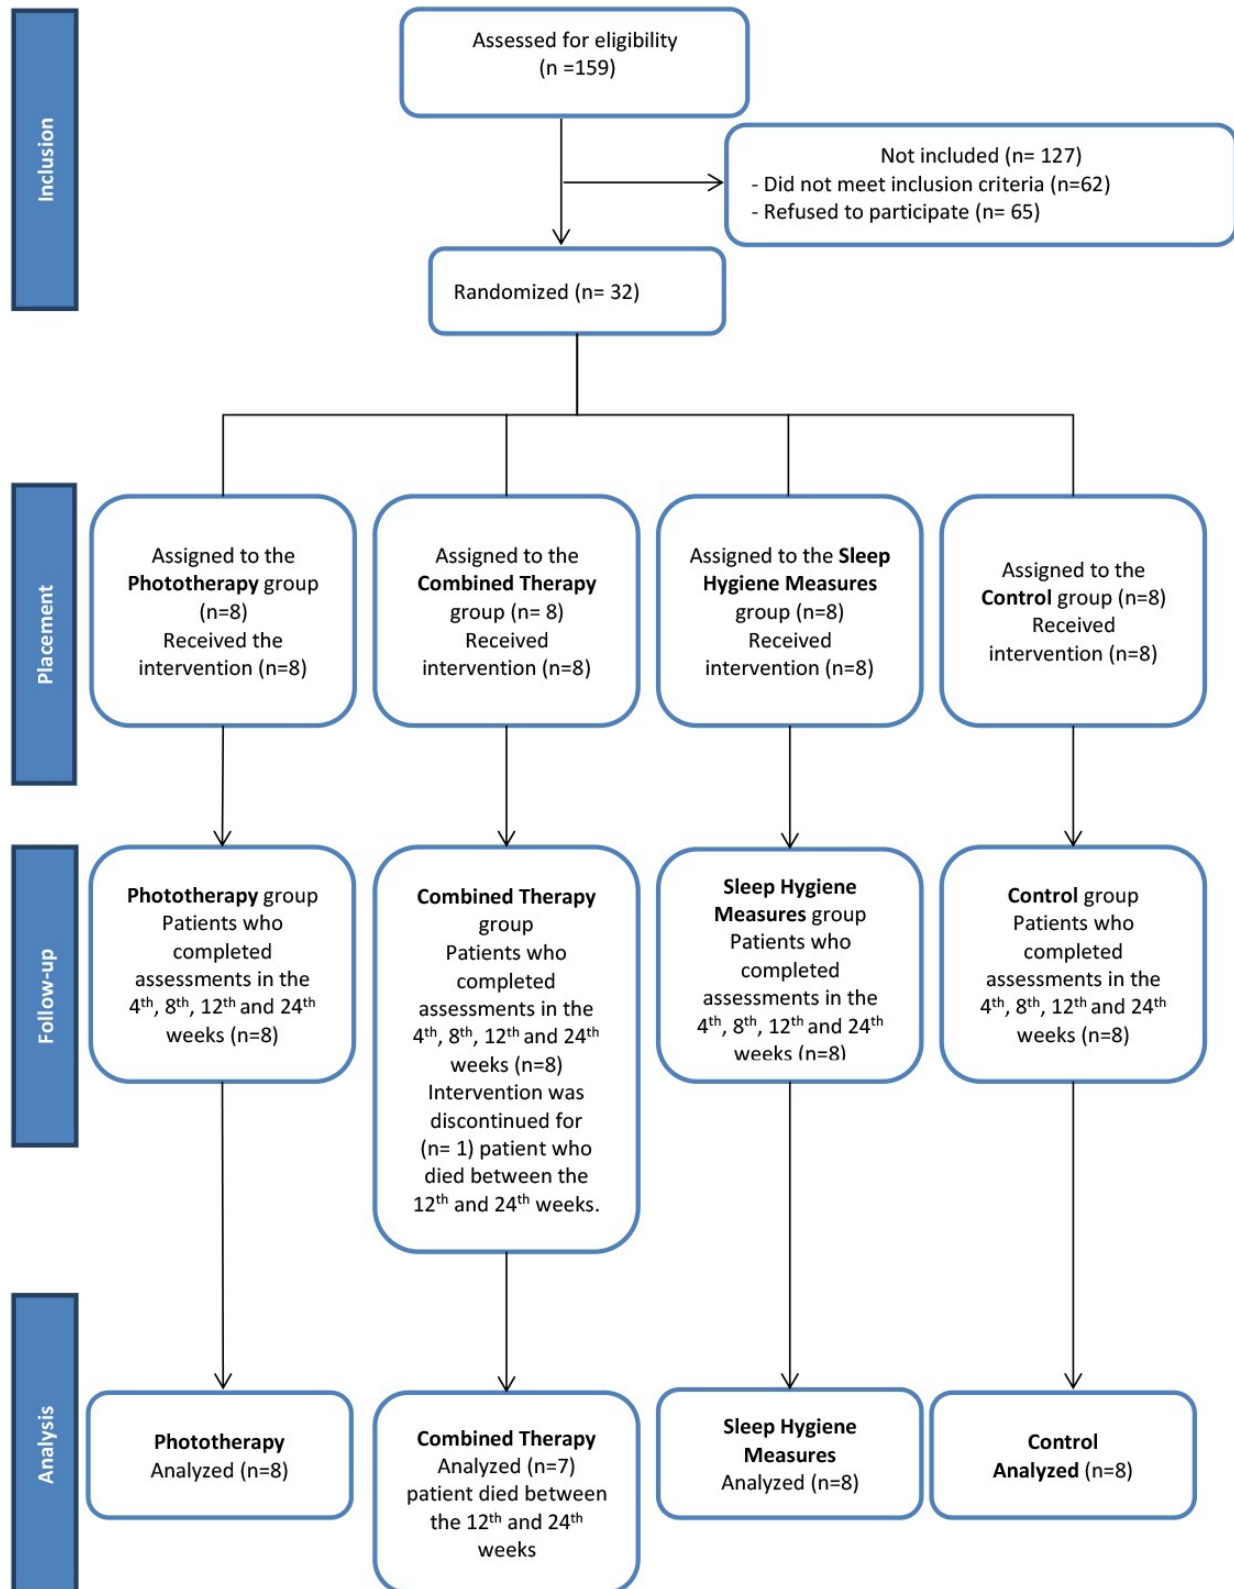 Inclusion
Assessed for eligibility
(n =159)
Not included (n= 127)
- Did not meet inclusion criteria (n=62)
- Refused to participate (n= 65)
Randomized (n= 32)
Placement
Assigned to the
Phototherapy group
(n=8)
Received the
intervention (n=8)
Assigned to the
Combined Therapy
group (n= 8)
Received
intervention (n=8)
Assigned to the Sleep
Hygiene Measures
group (n=8)
Received
intervention (n=8)
Assigned to the
Control group (n=8)
Received
intervention (n=8)
Follow-up
Phototherapy group
Patients who
completed
assessments in the
4th, 8th, 12th and 24th
weeks (n=8)
Combined Therapy
group
Patients who
completed
assessments in the
4th, 8th, 12th and 24th
weeks (n=8)
Intervention was
discontinued for
(n= 1) patient who
died between the
12th and 24th weeks.
Sleep Hygiene
Measures group
Patients who
completed
assessments in the
4th, 8th, 12th and 24th
weeks (n=8)
Control group
Patients who
completed
assessments in the
4th, 8th, 12th and 24th
weeks (n=8)
Analysis
Phototherapy
Analyzed (n=8)
Combined Therapy
Analyzed (n=7)
patient died between
the 12th and 24th
weeks
Sleep Hygiene
Measures
Analyzed (n=8)
Control
Analyzed (n=8)